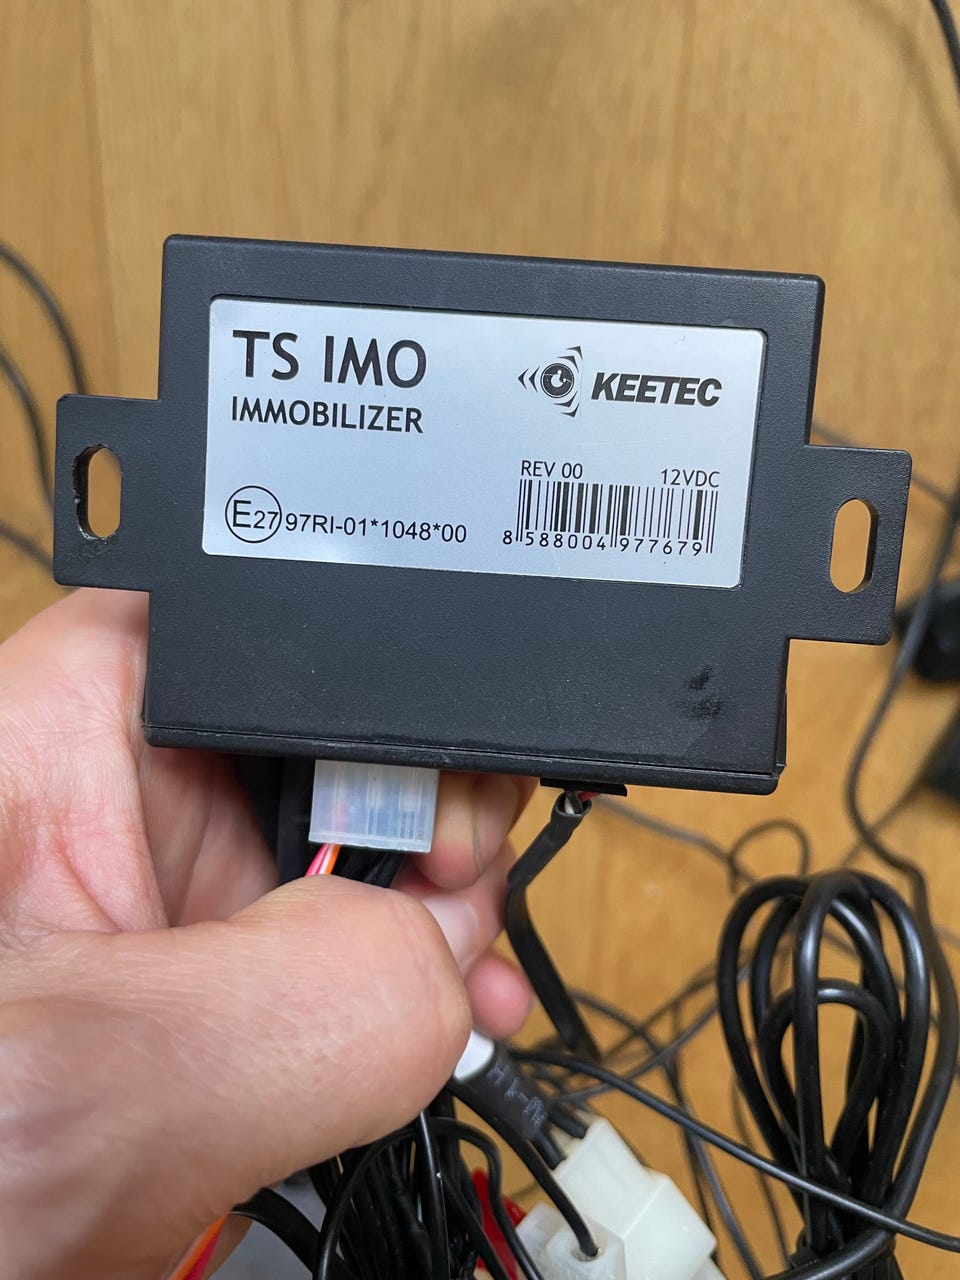 TS IMO
IMMOBILIZER
KEETEC
REV 00 12VDC
E27 97RI-01*1048*00
8 588004 977679